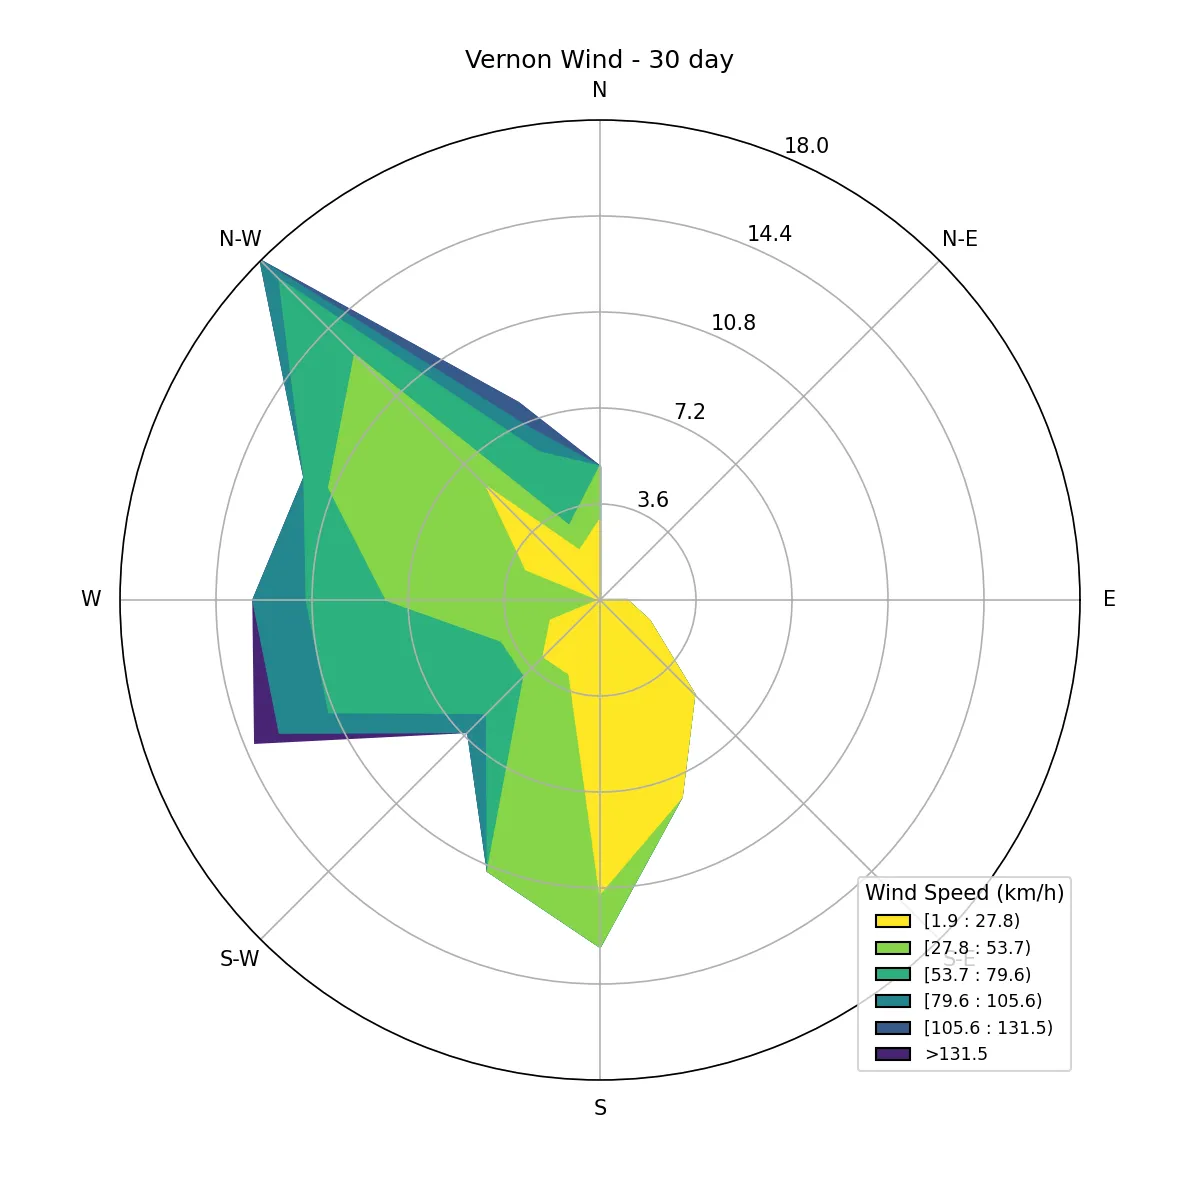 Vernon Wind - 30 day
N
18.0
14.4
N-W
N-E
10.8
7.2
3.6
W
E
Wind Speed (km/h)
[1.9 : 27.8)
[27.8 : 53.7)
S-W
S-E
[53.7 : 79.6)
[79.6 : 105.6)
[105.6 : 131.5)
>131.5
S